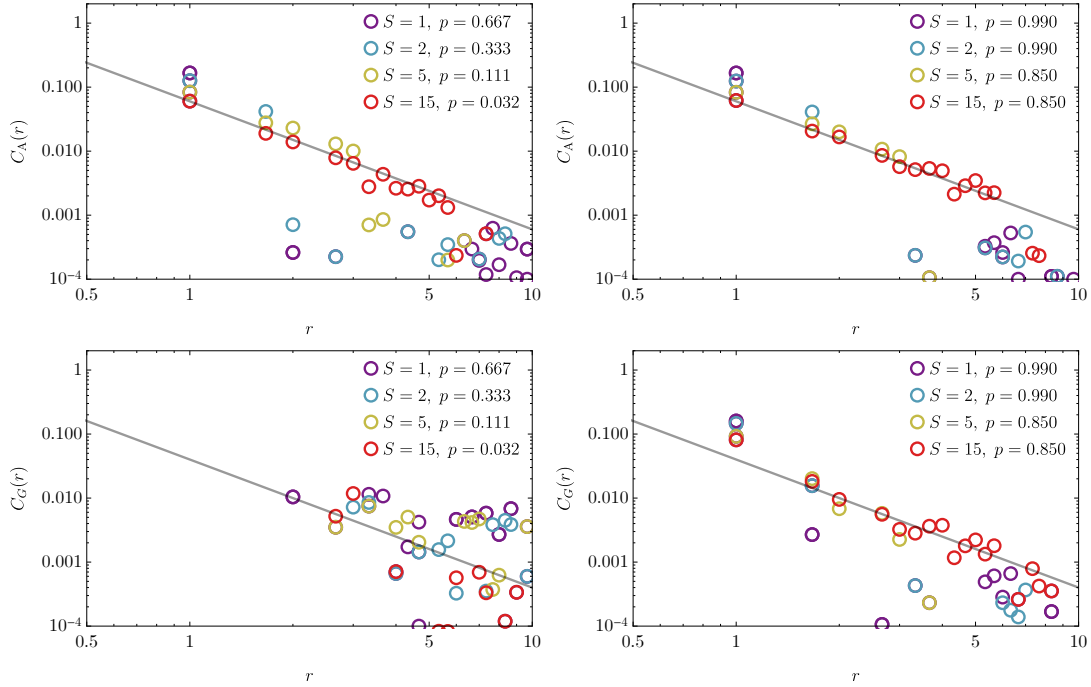 1
0.100
0.010
0.001
10⁻⁴
C_A(r)
S = 1, p = 0.667
S = 2, p = 0.333
S = 5, p = 0.111
S = 15, p = 0.032
0.5
1
5
10
r
1
0.100
0.010
0.001
10⁻⁴
C_A(r)
S = 1, p = 0.990
S = 2, p = 0.990
S = 5, p = 0.850
S = 15, p = 0.850
0.5
1
5
10
r
1
0.100
0.010
0.001
10⁻⁴
C_G(r)
S = 1, p = 0.667
S = 2, p = 0.333
S = 5, p = 0.111
S = 15, p = 0.032
0.5
1
5
10
r
1
0.100
0.010
0.001
10⁻⁴
C_G(r)
S = 1, p = 0.990
S = 2, p = 0.990
S = 5, p = 0.850
S = 15, p = 0.850
0.5
1
5
10
r